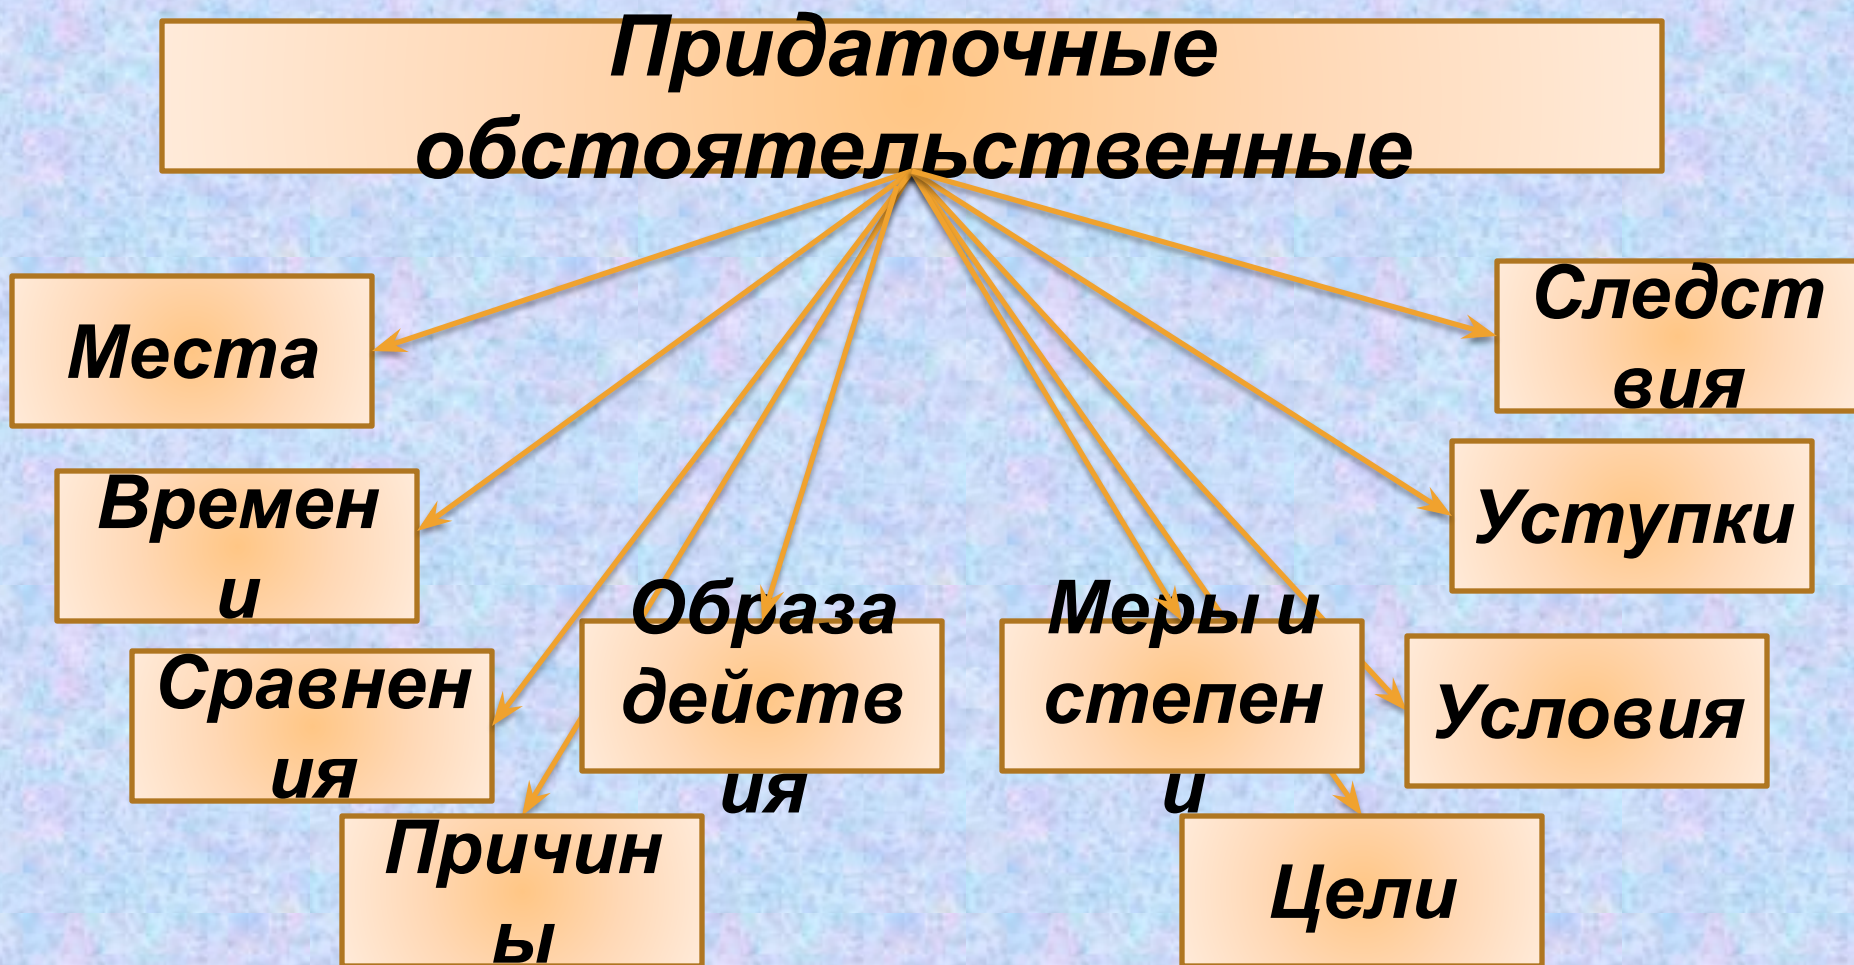 Придаточные
обстоятельственные
Места
Следст
вия
Времен
и
Уступки
Сравнен
ия
Образа
действ
ия
Меры и
степен
и
Условия
Причин
ы
Цели